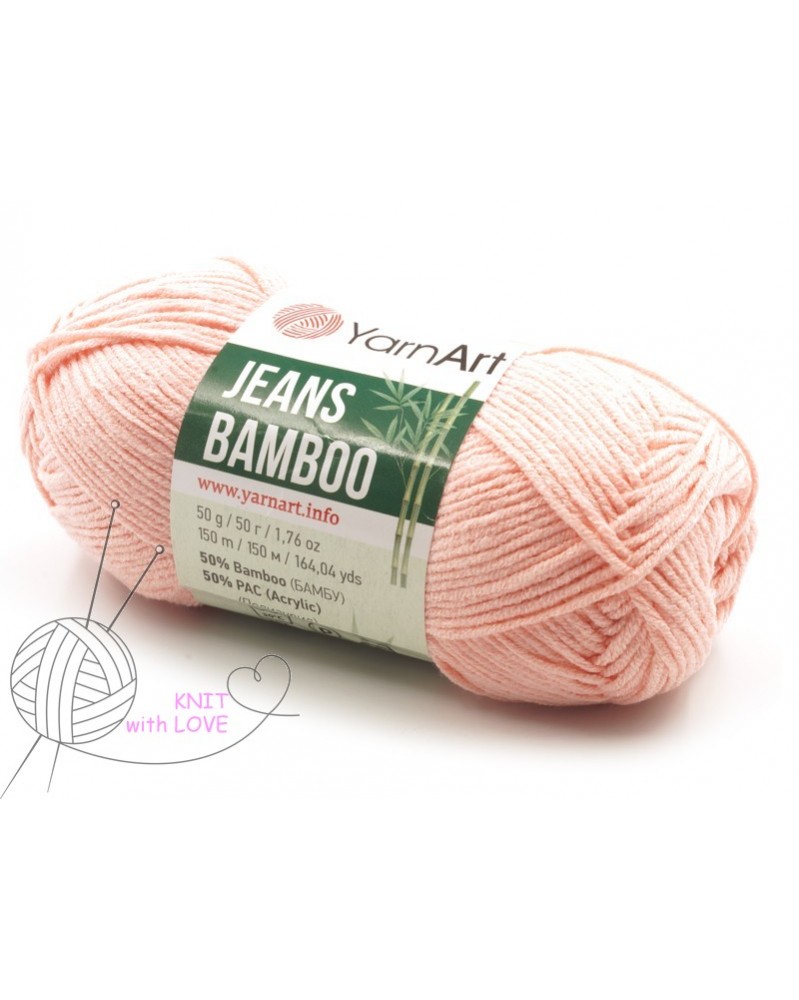 YarnArt
JEANS
BAMBOO
www.yarnart.info
50 g / 50 г / 1,76 oz
150 m / 150 м / 164,04 yds
50% Bamboo (БАМБУ)
50% PAC (Acrylic)
KNIT
with LOVE